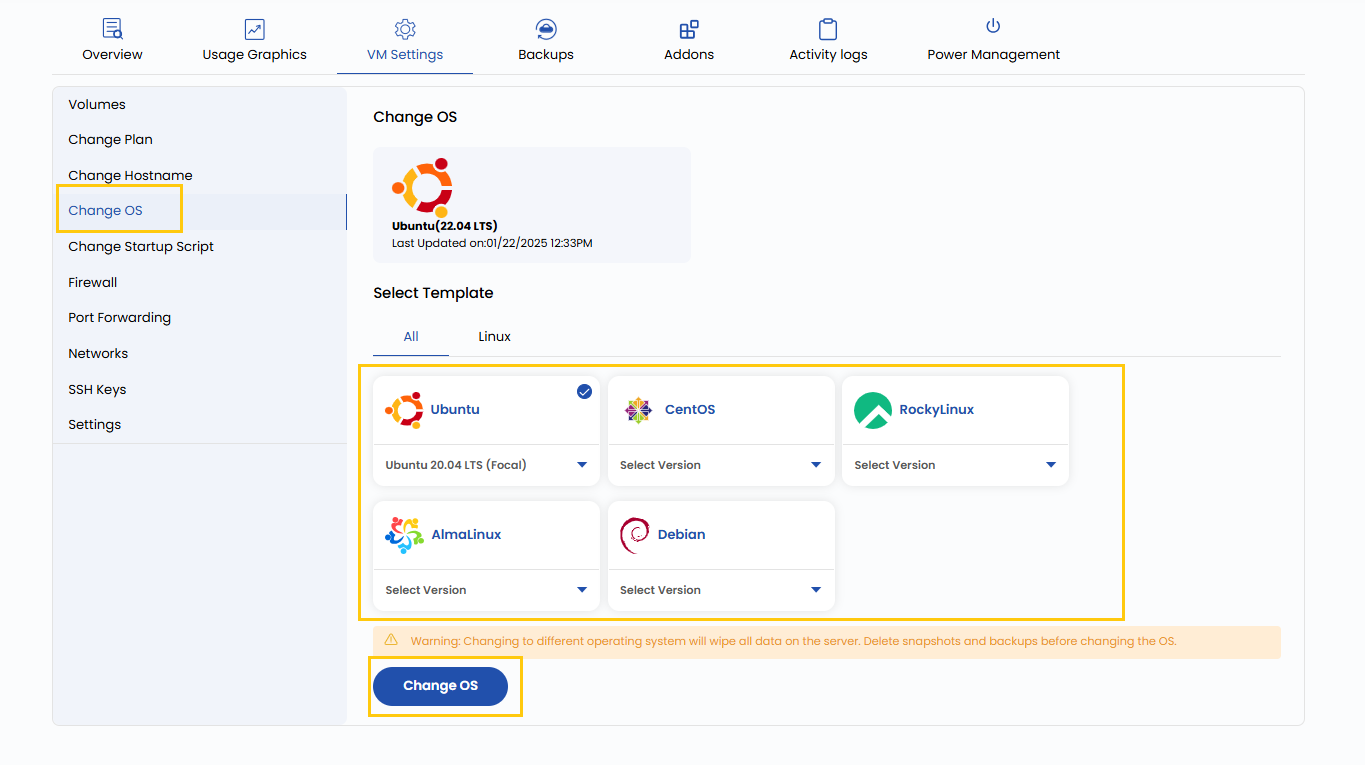 Overview
Usage Graphics
VM Settings
Backups
Addons
Activity logs
Power Management
Volumes
Change Plan
Change Hostname
Change OS
Change Startup Script
Firewall
Port Forwarding
Networks
SSH Keys
Settings
Change OS
Ubuntu(22.04 LTS)
Last Updated on:01/22/2025 12:33PM
Select Template
All
Linux
Ubuntu
Ubuntu 20.04 LTS (Focal)
CentOS
Select Version
RockyLinux
Select Version
AlmaLinux
Select Version
Debian
Select Version
Warning: Changing to different operating system will wipe all data on the server. Delete snapshots and backups before changing the OS.
Change OS